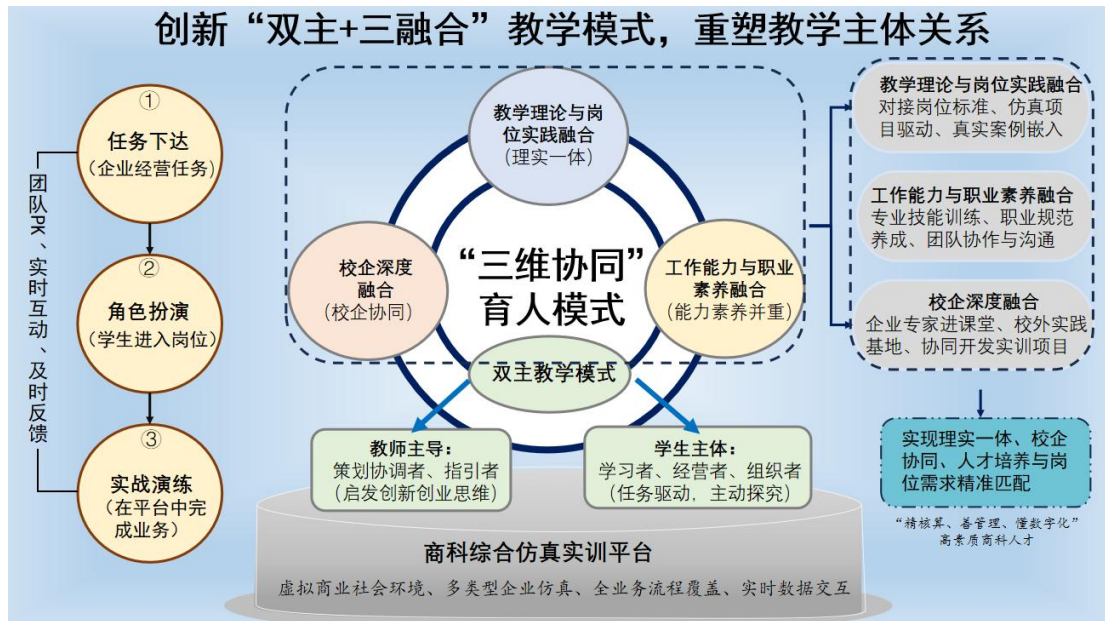 创新“双主+三融合”教学模式，重塑教学主体关系
①
任务下达
（企业经营任务）
②
角色扮演
（学生进入岗位）
③
实战演练
（在平台中完
成业务）
团队PK、实时互动、及时反馈
教学理论与岗
位实践融合
（理实一体）
校企深度
融合
（校企协同）
“三维协同”
育人模式
工作能力与职业
素养融合
（能力素养并重）
双主教学模式
教师主导：
策划协调者、指引者
（启发创新创业思维）
学生主体：
学习者、经营者、组织者
（任务驱动，主动探究）
商科综合仿真实训平台
虚拟商业社会环境、多类型企业仿真、全业务流程覆盖、实时数据交互
教学理论与岗位实践融合
对接岗位标准、仿真项
目驱动、真实案例嵌入
工作能力与职业素养融合
专业技能训练、职业规范
养成、团队协作与沟通
校企深度融合
企业专家进课堂、校外实践
基地、协同开发实训项目
实现理实一体、校企
协同、人才培养与岗
位需求精准匹配
“精核算、善管理、懂数字化”
高素质商科人才